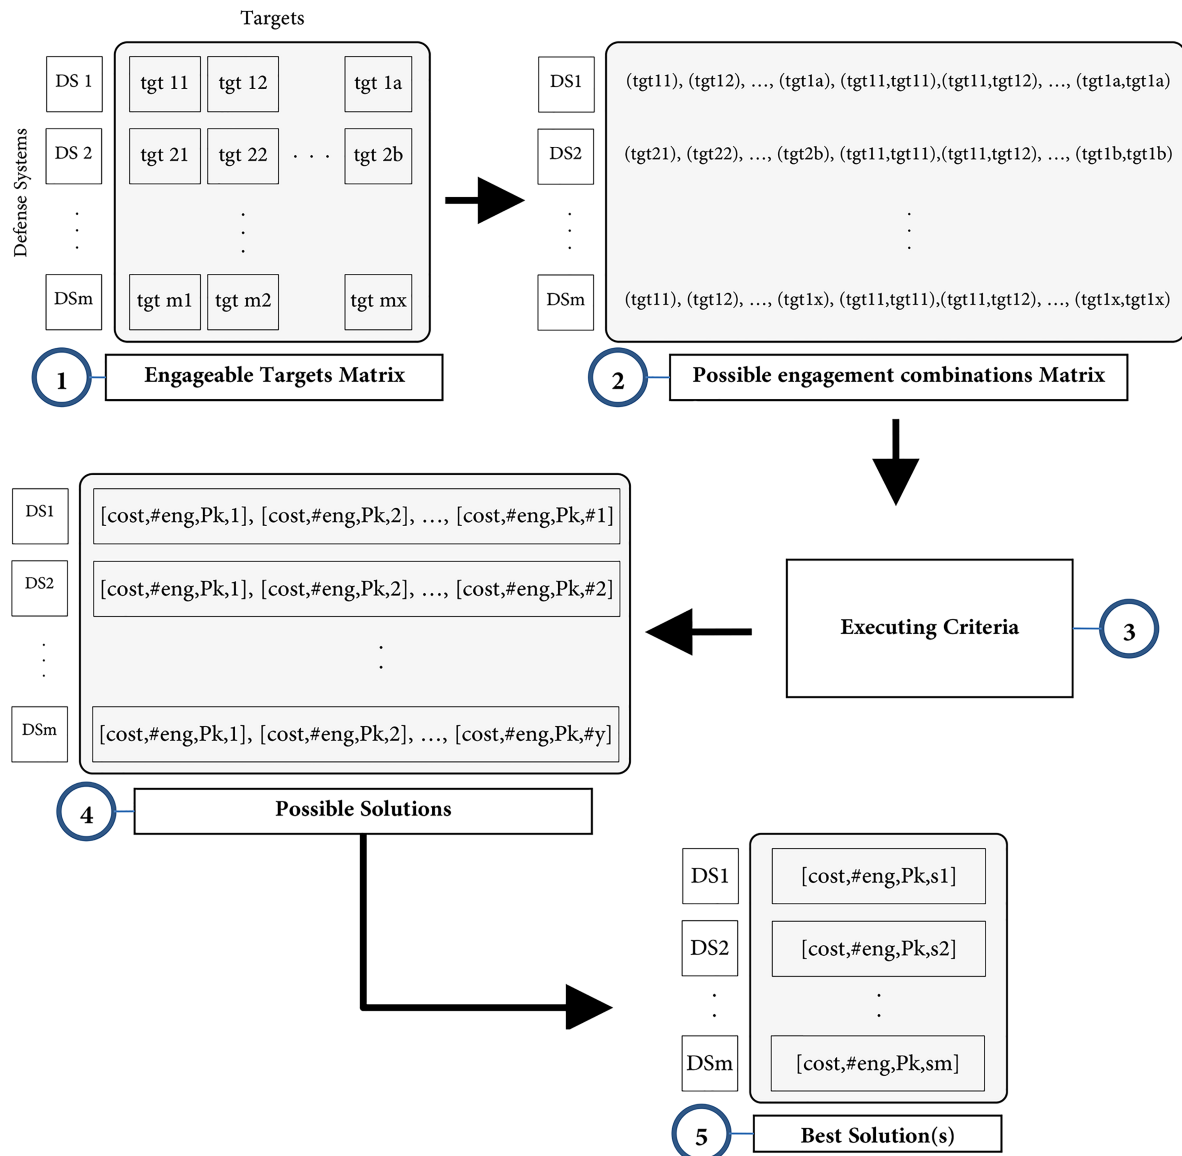 Targets
Defense Systems
DS 1 tgt 11 tgt 12 tgt 1a
DS 2 tgt 21 tgt 22 . . . tgt 2b
DSm tgt m1 tgt m2 tgt mx
1 Engageable Targets Matrix
DS1 (tgt11), (tgt12), …, (tgt1a), (tgt11,tgt11),(tgt11,tgt12), …, (tgt1a,tgt1a)
DS2 (tgt21), (tgt22), …, (tgt2b), (tgt11,tgt11),(tgt11,tgt12), …, (tgt1b,tgt1b)
DSm (tgt11), (tgt12), …, (tgt1x), (tgt11,tgt11),(tgt11,tgt12), …, (tgt1x,tgt1x)
2 Possible engagement combinations Matrix
Executing Criteria 3
DS1 [cost,#eng,Pk,1], [cost,#eng,Pk,2], …, [cost,#eng,Pk,#1]
DS2 [cost,#eng,Pk,1], [cost,#eng,Pk,2], …, [cost,#eng,Pk,#2]
DSm [cost,#eng,Pk,1], [cost,#eng,Pk,2], …, [cost,#eng,Pk,#y]
4 Possible Solutions
DS1 [cost,#eng,Pk,s1]
DS2 [cost,#eng,Pk,s2]
DSm [cost,#eng,Pk,sm]
5 Best Solution(s)